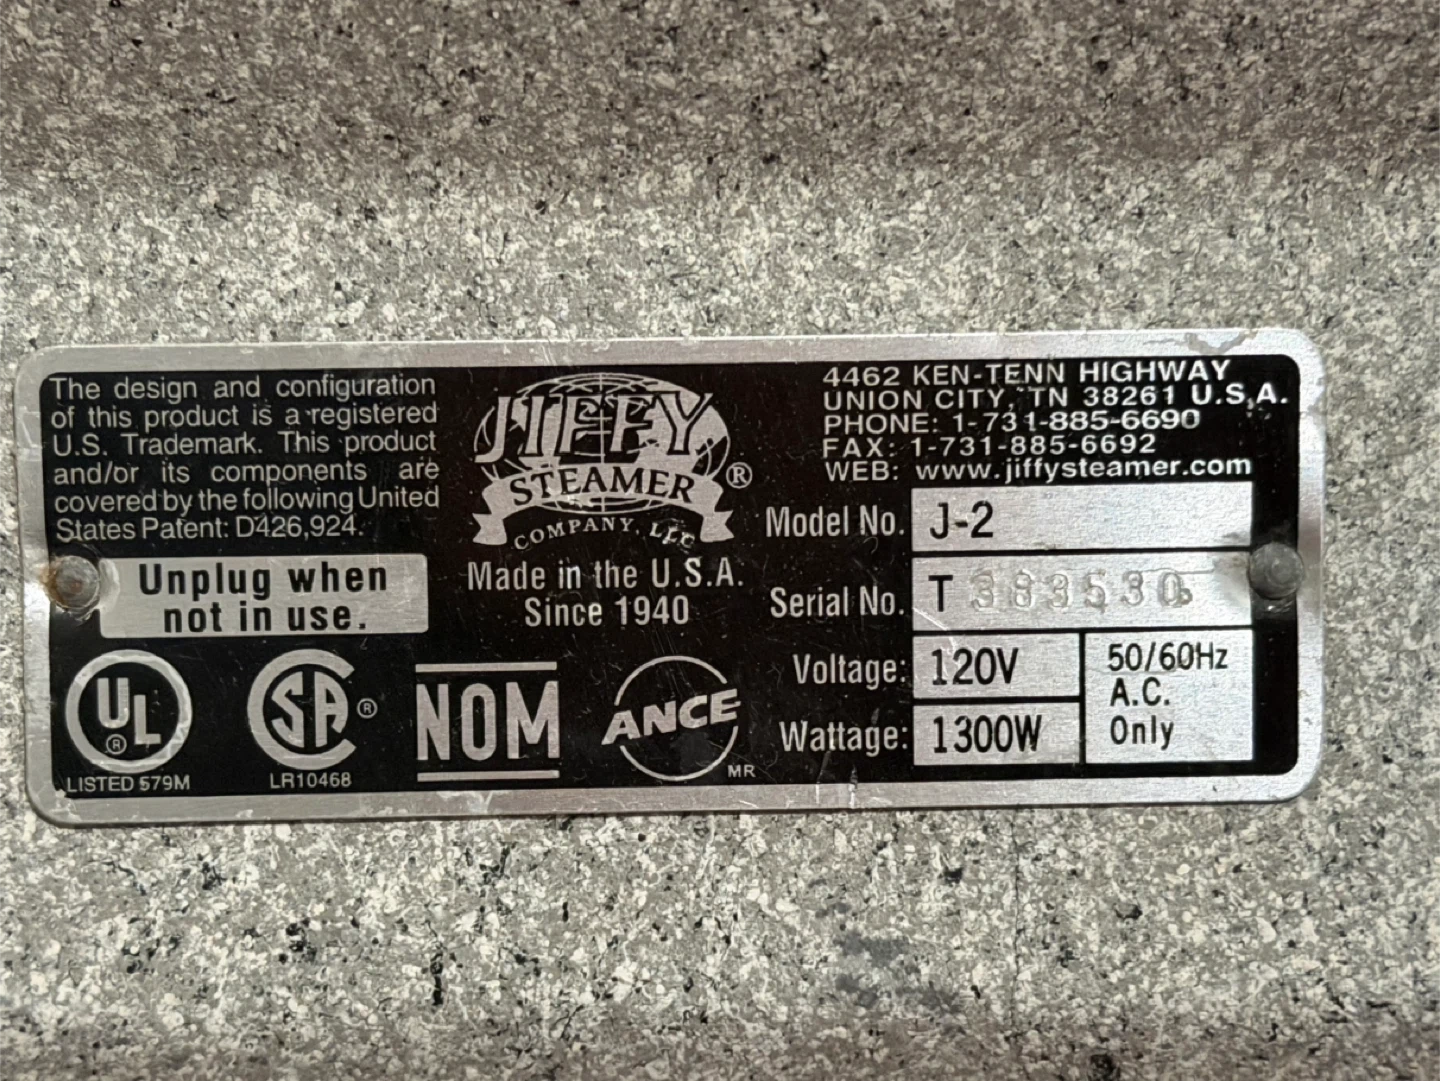 The design and configuration
of this product is a registered
U.S. Trademark. This product
and/or its components are
covered by the following United
States Patent: D426,924.
Unplug when
not in use.
UL ®
LISTED 579M
SA ®
LR10468
NOM
ANCE
MR
JIFFY
STEAMER ®
COMPANY, LLC
Made in the U.S.A.
Since 1940
4462 KEN-TENN HIGHWAY
UNION CITY, TN 38261 U.S.A.
PHONE: 1-731-885-6690
FAX: 1-731-885-6692
WEB: www.jiffysteamer.com
Model No. J-2
Serial No. T 383530
Voltage: 120V
Wattage: 1300W
50/60Hz
A.C.
Only